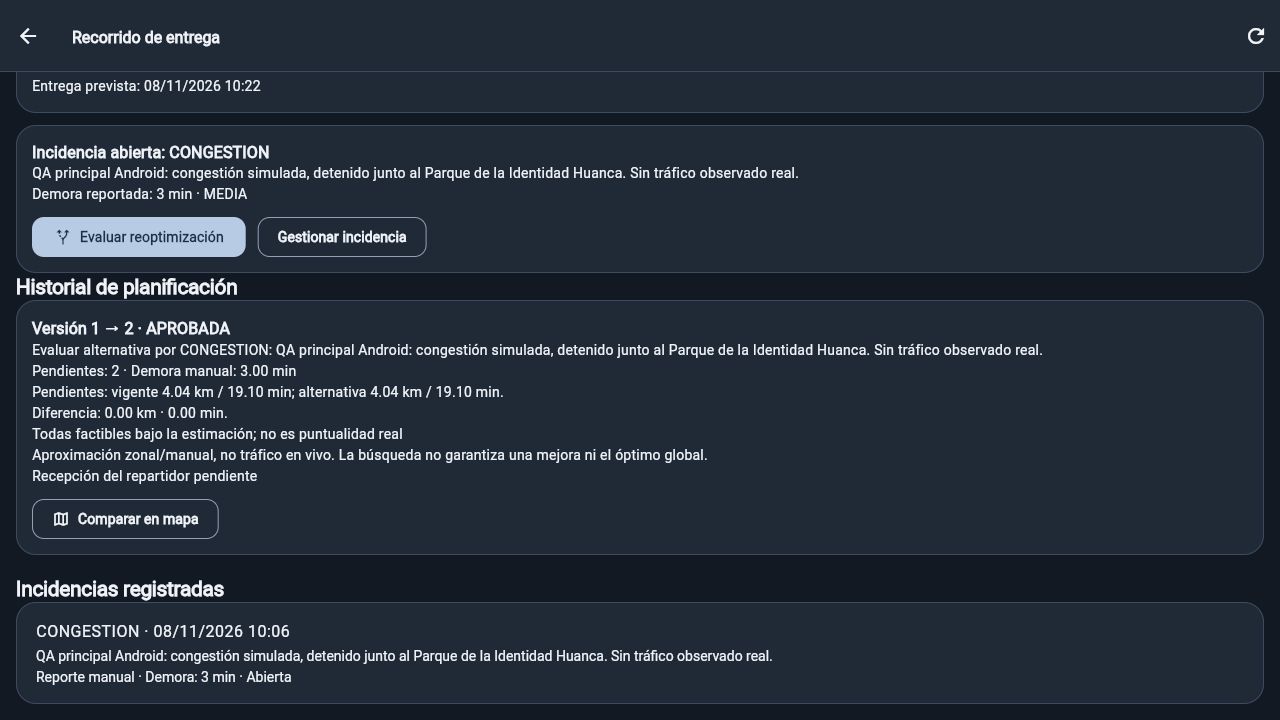 Recorrido de entrega
Entrega prevista: 08/11/2026 10:22
Incidencia abierta: CONGESTION
QA principal Android: congestión simulada, detenido junto al Parque de la Identidad Huanca. Sin tráfico observado real.
Demora reportada: 3 min · MEDIA
Evaluar reoptimización
Gestionar incidencia
Historial de planificación
Versión 1 → 2 · APROBADA
Evaluar alternativa por CONGESTION: QA principal Android: congestión simulada, detenido junto al Parque de la Identidad Huanca. Sin tráfico observado real.
Pendientes: 2 · Demora manual: 3.00 min
Pendientes: vigente 4.04 km / 19.10 min; alternativa 4.04 km / 19.10 min.
Diferencia: 0.00 km · 0.00 min.
Todas factibles bajo la estimación; no es puntualidad real
Aproximación zonal/manual, no tráfico en vivo. La búsqueda no garantiza una mejora ni el óptimo global.
Recepción del repartidor pendiente
Comparar en mapa
Incidencias registradas
CONGESTION · 08/11/2026 10:06
QA principal Android: congestión simulada, detenido junto al Parque de la Identidad Huanca. Sin tráfico observado real.
Reporte manual · Demora: 3 min · Abierta